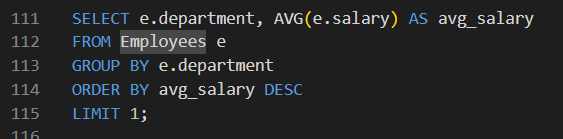 111 SELECT e.department, AVG(e.salary) AS avg_salary
112 FROM Employees e
113 GROUP BY e.department
114 ORDER BY avg_salary DESC
115 LIMIT 1;
116